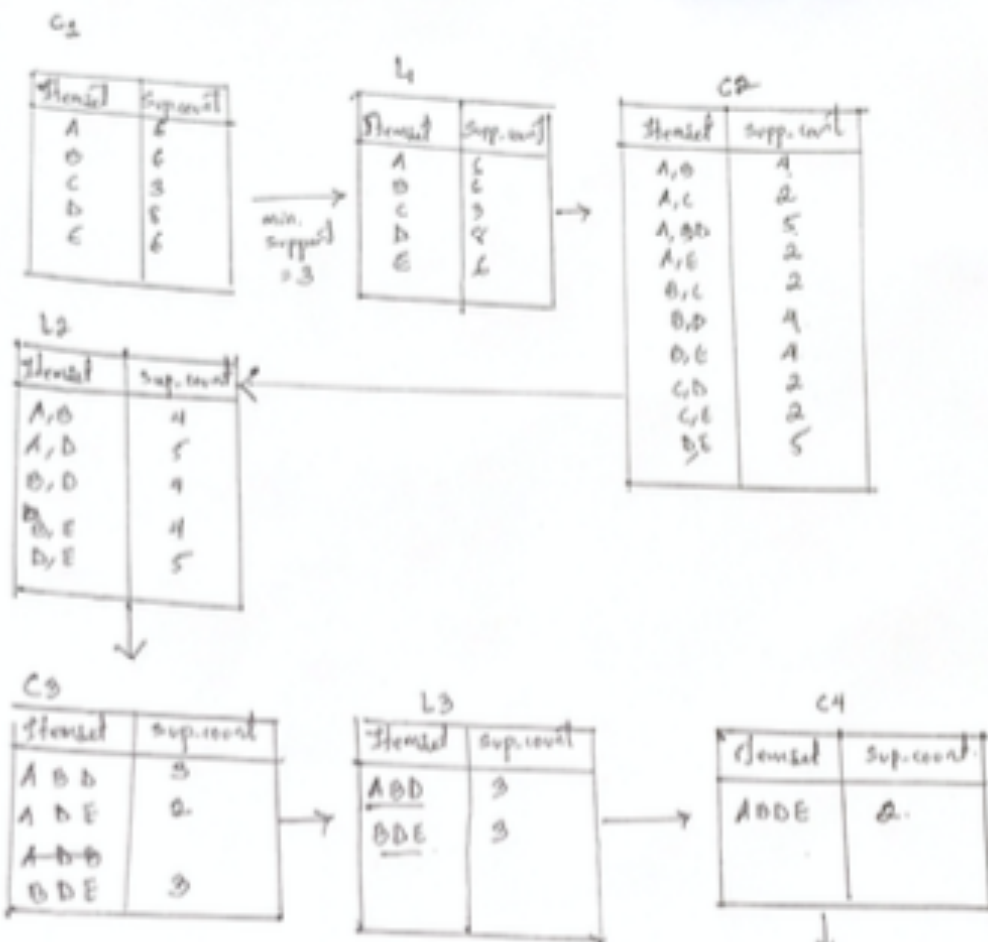 C1
Itemset Sup.count
A 6
B 6
C 3
D 8
E 6
min.
support
= 3
L1
Itemset Supp. count
A 6
B 6
C 3
D 8
E 6
C2
Itemset supp. count
A,B 4
A,C 2
A,D 5
A,E 2
B,C 2
B,D 4
B,E 4
C,D 2
C,E 2
D,E 5
L2
Itemset sup. count
A,B 4
A,D 5
B,D 4
B,E 4
D,E 5
C3
Itemset sup.count
A B D 3
A D E 2
A D B
B D E 3
L3
Itemset sup.count
ABD 3
BDE 3
C4
Itemset sup.count.
ABDE 2.